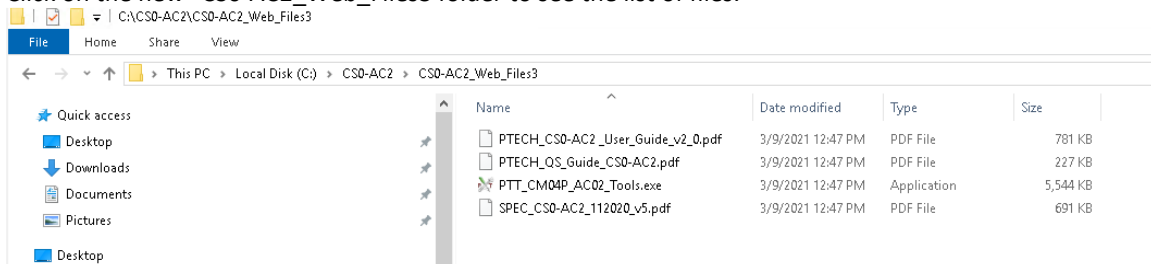 C:\CS0-AC2\CS0-AC2_Web_Files3
File Home Share View
This PC > Local Disk (C:) > CS0-AC2 > CS0-AC2_Web_Files3
Quick access
Desktop
Downloads
Documents
Pictures
Desktop
Name Date modified Type Size
PTECH_CS0-AC2 _User_Guide_v2_0.pdf 3/9/2021 12:47 PM PDF File 781 KB
PTECH_QS_Guide_CS0-AC2.pdf 3/9/2021 12:47 PM PDF File 227 KB
PTT_CM04P_AC02_Tools.exe 3/9/2021 12:47 PM Application 5,544 KB
SPEC_CS0-AC2_112020_v5.pdf 3/9/2021 12:47 PM PDF File 691 KB